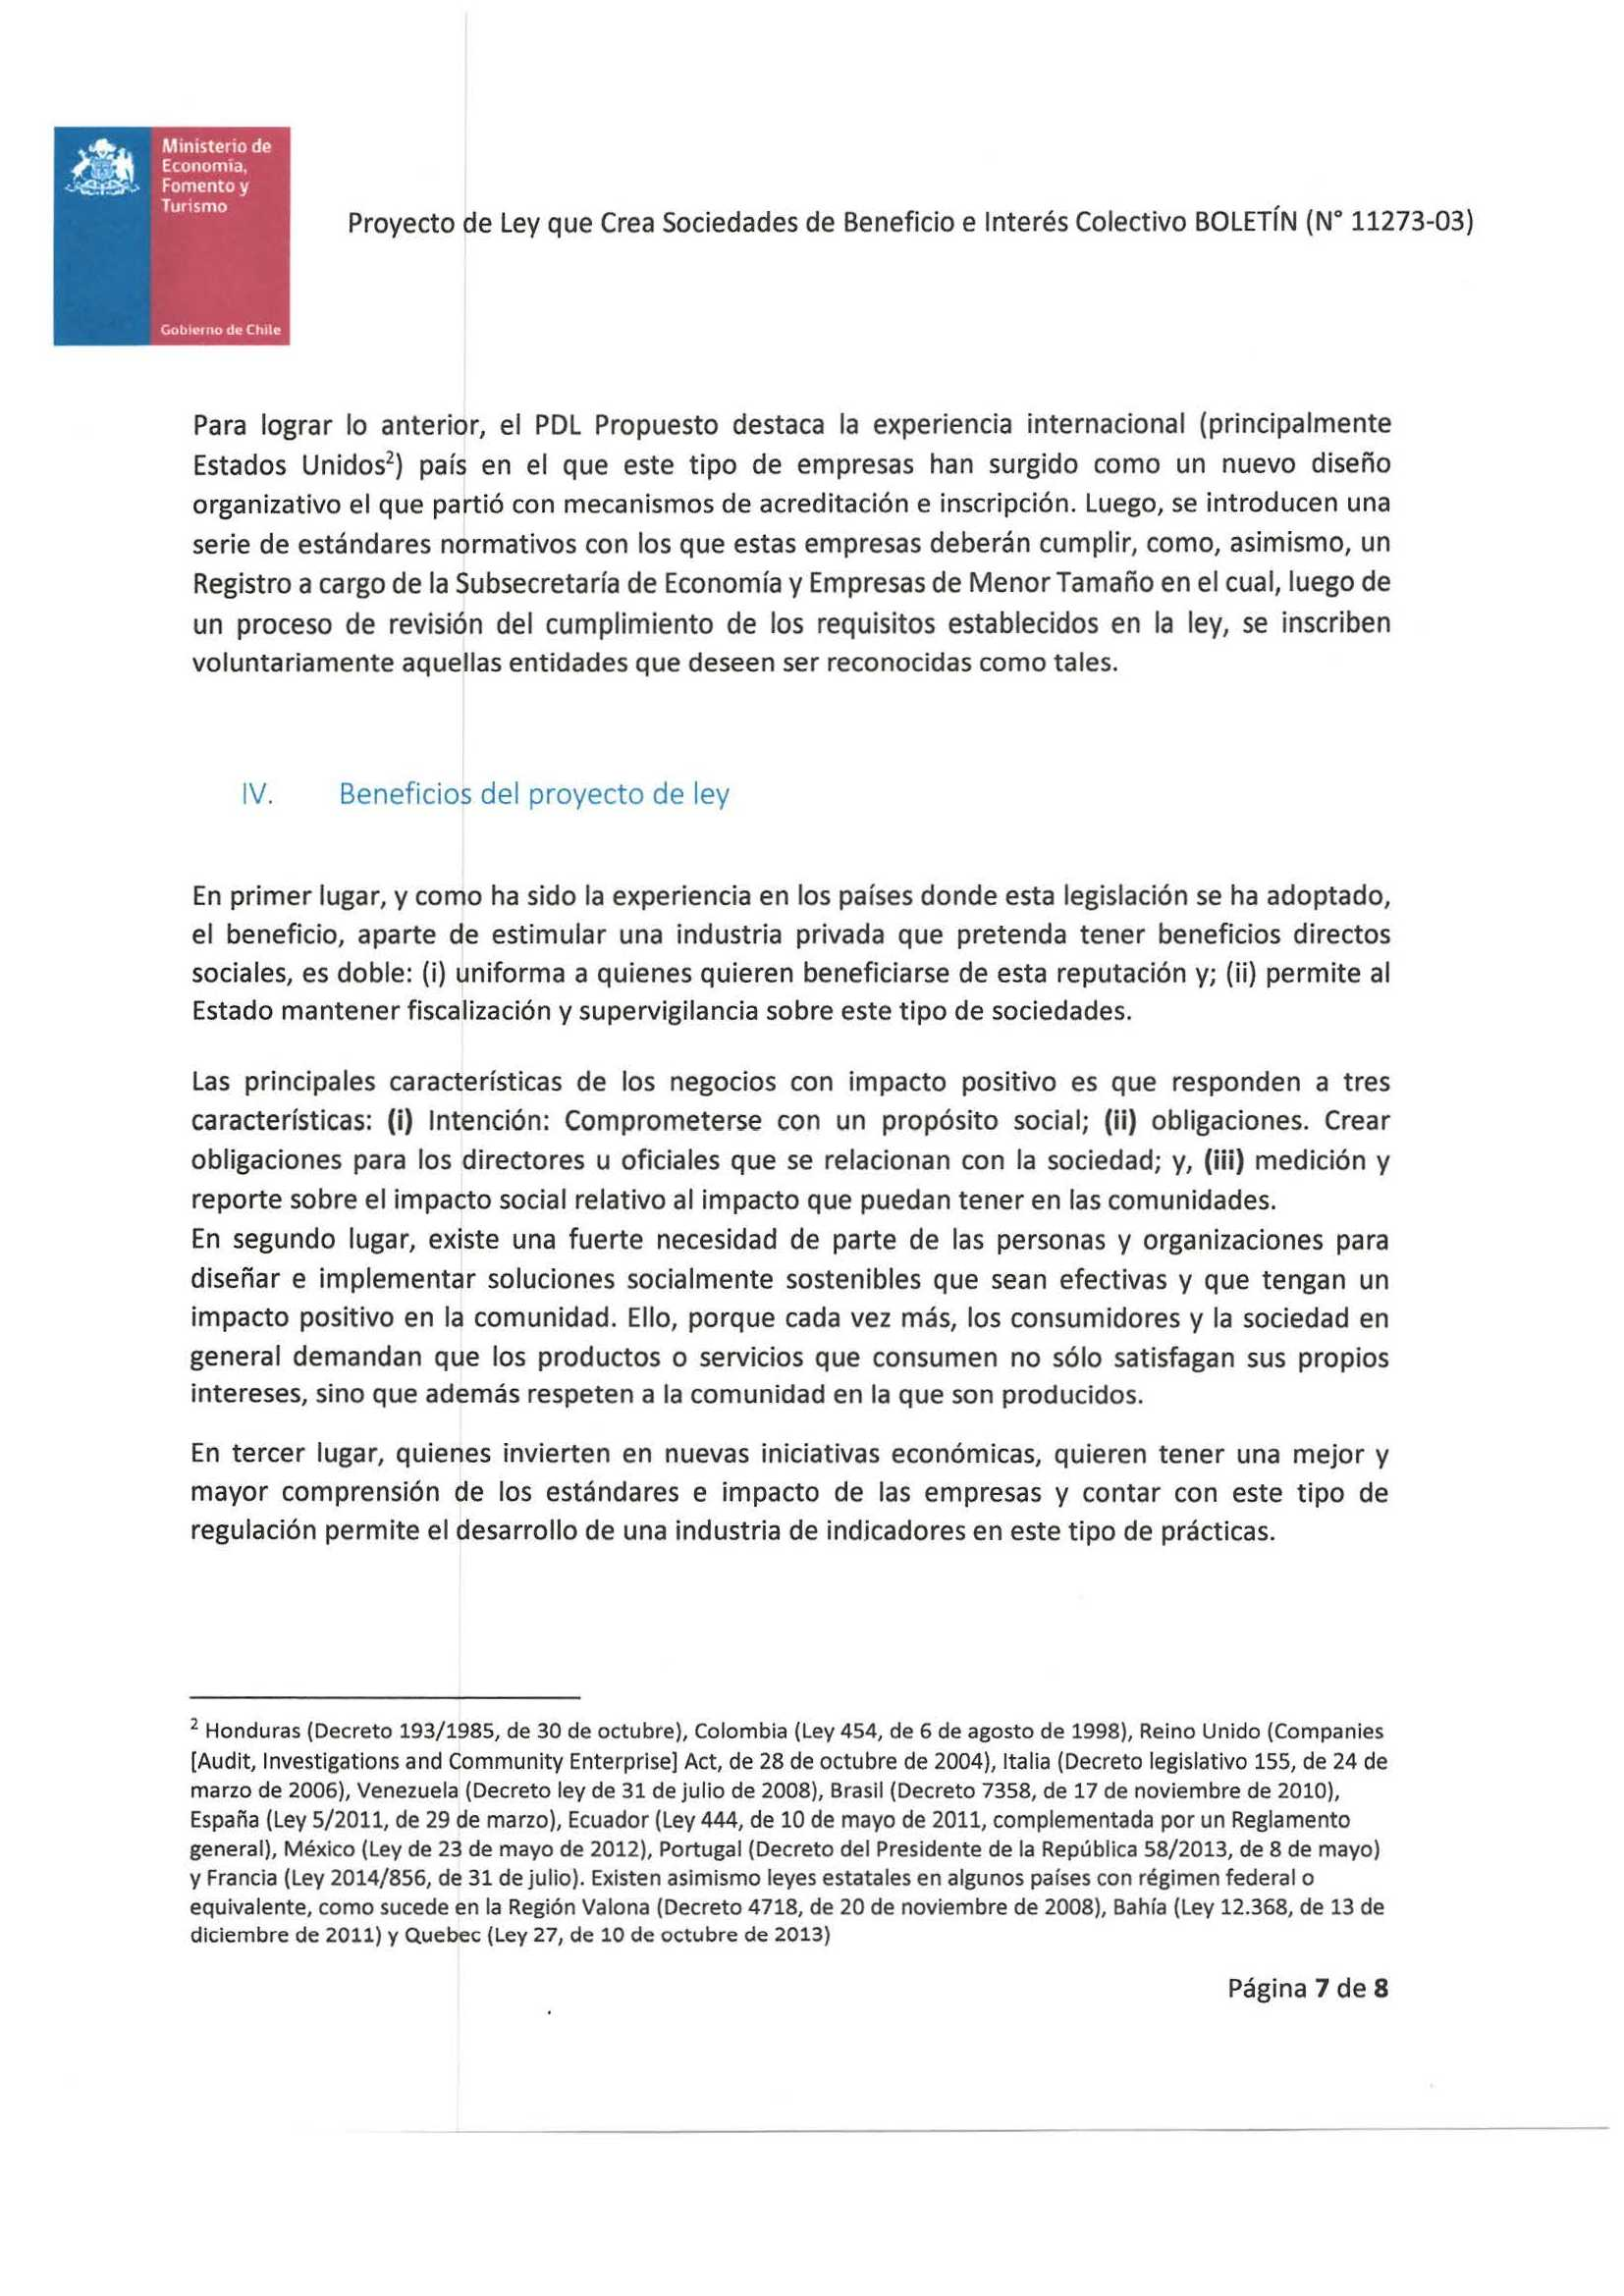 Ministerio de
Economía,
Fomento y
Turismo
Gobierno de Chile
Proyecto de Ley que Crea Sociedades de Beneficio e Interés Colectivo BOLETÍN (N° 11273-03)
Para lograr lo anterior, el PDL Propuesto destaca la experiencia internacional (principalmente
Estados Unidos²) país en el que este tipo de empresas han surgido como un nuevo diseño
organizativo el que partió con mecanismos de acreditación e inscripción. Luego, se introducen una
serie de estándares normativos con los que estas empresas deberán cumplir, como, asimismo, un
Registro a cargo de la Subsecretaría de Economía y Empresas de Menor Tamaño en el cual, luego de
un proceso de revisión del cumplimiento de los requisitos establecidos en la ley, se inscriben
voluntariamente aquellas entidades que deseen ser reconocidas como tales.
IV. Beneficios del proyecto de ley
En primer lugar, y como ha sido la experiencia en los países donde esta legislación se ha adoptado,
el beneficio, aparte de estimular una industria privada que pretenda tener beneficios directos
sociales, es doble: (i) uniforma a quienes quieren beneficiarse de esta reputación y; (ii) permite al
Estado mantener fiscalización y supervigilancia sobre este tipo de sociedades.
Las principales características de los negocios con impacto positivo es que responden a tres
características: (i) Intención: Comprometerse con un propósito social; (ii) obligaciones. Crear
obligaciones para los directores u oficiales que se relacionan con la sociedad; y, (iii) medición y
reporte sobre el impacto social relativo al impacto que puedan tener en las comunidades.
En segundo lugar, existe una fuerte necesidad de parte de las personas y organizaciones para
diseñar e implementar soluciones socialmente sostenibles que sean efectivas y que tengan un
impacto positivo en la comunidad. Ello, porque cada vez más, los consumidores y la sociedad en
general demandan que los productos o servicios que consumen no sólo satisfagan sus propios
intereses, sino que además respeten a la comunidad en la que son producidos.
En tercer lugar, quienes invierten en nuevas iniciativas económicas, quieren tener una mejor y
mayor comprensión de los estándares e impacto de las empresas y contar con este tipo de
regulación permite el desarrollo de una industria de indicadores en este tipo de prácticas.
² Honduras (Decreto 193/1985, de 30 de octubre), Colombia (Ley 454, de 6 de agosto de 1998), Reino Unido (Companies
[Audit, Investigations and Community Enterprise] Act, de 28 de octubre de 2004), Italia (Decreto legislativo 155, de 24 de
marzo de 2006), Venezuela (Decreto ley de 31 de julio de 2008), Brasil (Decreto 7358, de 17 de noviembre de 2010),
España (Ley 5/2011, de 29 de marzo), Ecuador (Ley 444, de 10 de mayo de 2011, complementada por un Reglamento
general), México (Ley de 23 de mayo de 2012), Portugal (Decreto del Presidente de la República 58/2013, de 8 de mayo)
y Francia (Ley 2014/856, de 31 de julio). Existen asimismo leyes estatales en algunos países con régimen federal o
equivalente, como sucede en la Región Valona (Decreto 4718, de 20 de noviembre de 2008), Bahía (Ley 12.368, de 13 de
diciembre de 2011) y Quebec (Ley 27, de 10 de octubre de 2013)
Página 7 de 8